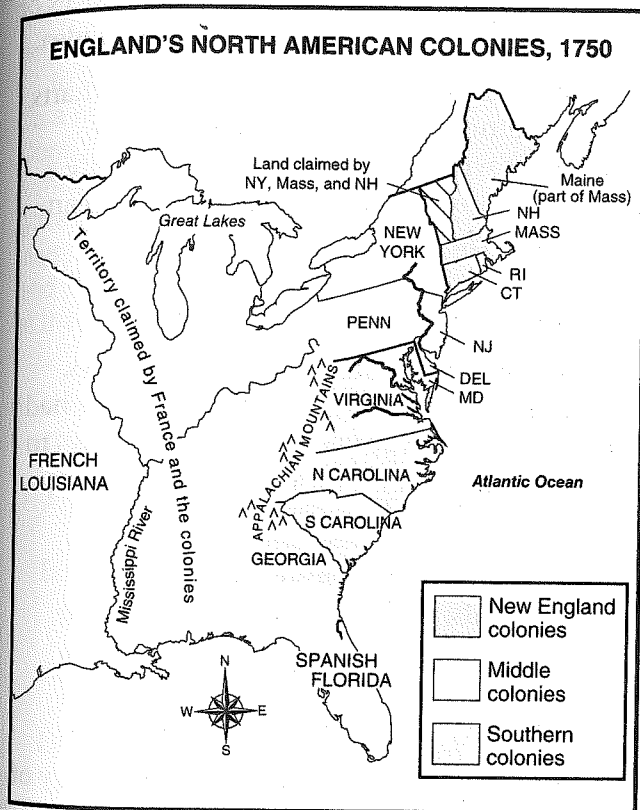 ENGLAND'S NORTH AMERICAN COLONIES, 1750
Land claimed by
NY, Mass, and NH
Maine
(part of Mass)
Great Lakes
NH
MASS
NEW
YORK
RI
CT
Territory claimed by France and the colonies
PENN
NJ
DEL
MD
VIRGINIA
APPALACHIAN MOUNTAINS
FRENCH
LOUISIANA
N CAROLINA
Atlantic Ocean
S CAROLINA
Mississippi River
GEORGIA
New England
colonies
Middle
colonies
Southern
colonies
SPANISH
FLORIDA
N
W
E
S